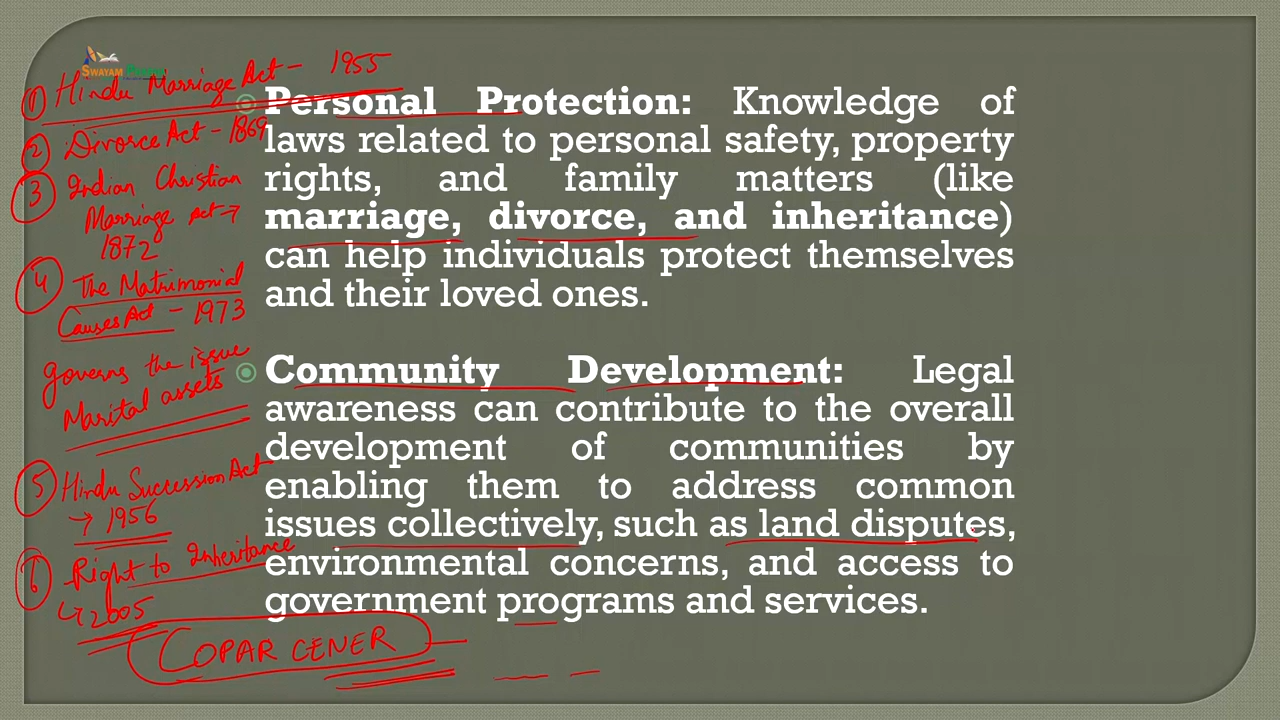 SWAYAM PRABHA
① Hindu Marriage Act - 1955
② Divorce Act - 1869
③ Indian Christian
Marriage Act →
1872
④ The Matrimonial
Causes Act - 1973
governs the issue
Marital assets
⑤ Hindu Succession Act
→ 1956
⑥ Right to Inheritance
↳ 2005
COPARCENER
Personal Protection: Knowledge of
laws related to personal safety, property
rights, and family matters (like
marriage, divorce, and inheritance)
can help individuals protect themselves
and their loved ones.
Community Development: Legal
awareness can contribute to the overall
development of communities by
enabling them to address common
issues collectively, such as land disputes,
environmental concerns, and access to
government programs and services.